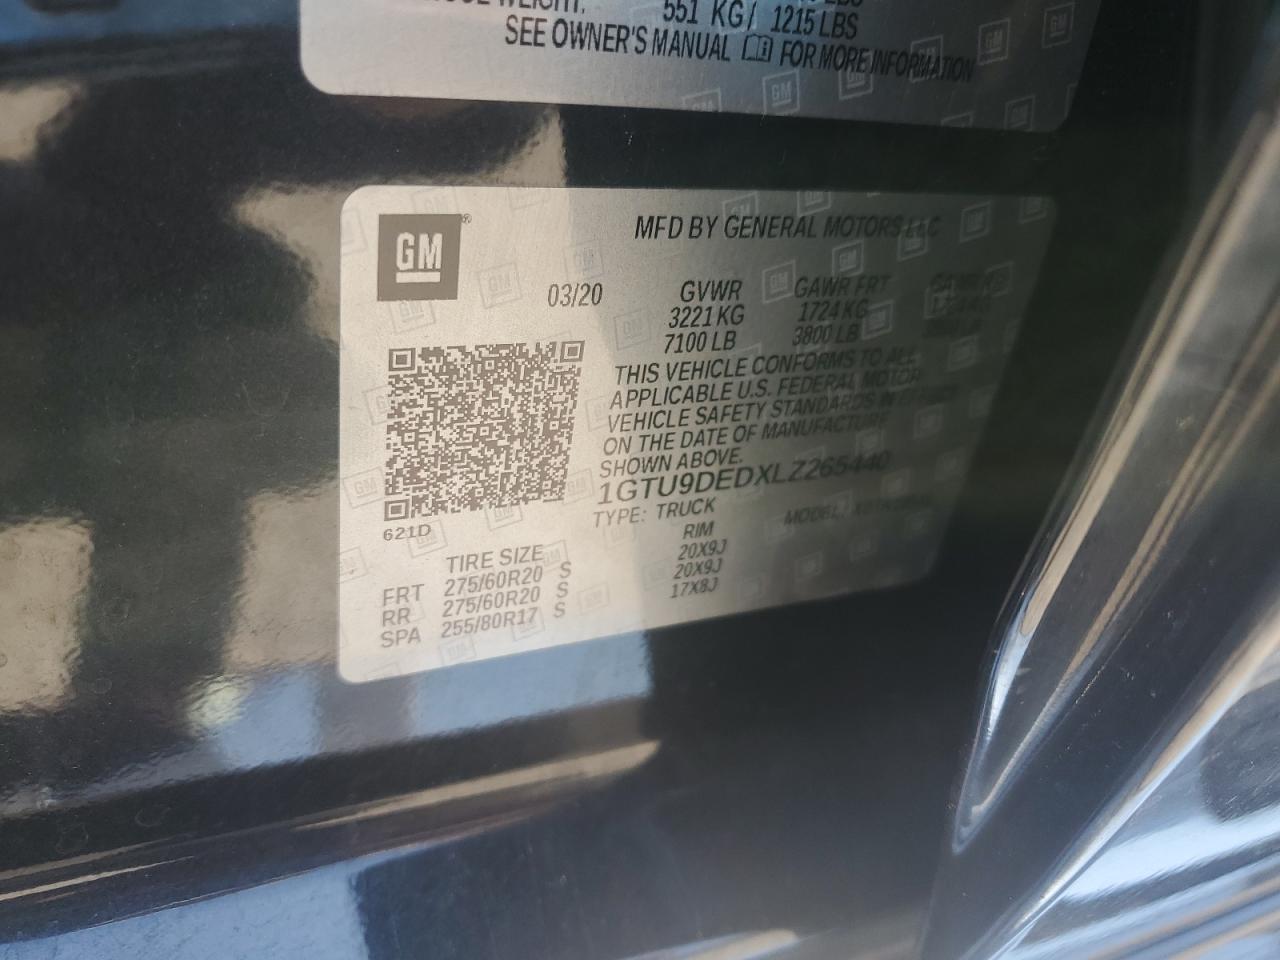 551 KG/ 1215 LBS
SEE OWNER'S MANUAL FOR MORE INFORMATION
GM
MFD BY GENERAL MOTORS LLC
03/20 GVWR GAWR FRT GAWR RR
3221 KG 1724 KG
7100 LB 3800 LB
THIS VEHICLE CONFORMS TO ALL
APPLICABLE U.S. FEDERAL MOTOR
VEHICLE SAFETY STANDARDS IN EFFECT
ON THE DATE OF MANUFACTURE
SHOWN ABOVE.
1GTU9DEDXLZ265440
TYPE: TRUCK MODEL:
621D
TIRE SIZE RIM
FRT 275/60R20 S 20X9J
RR 275/60R20 S 20X9J
SPA 255/80R17 S 17X8J